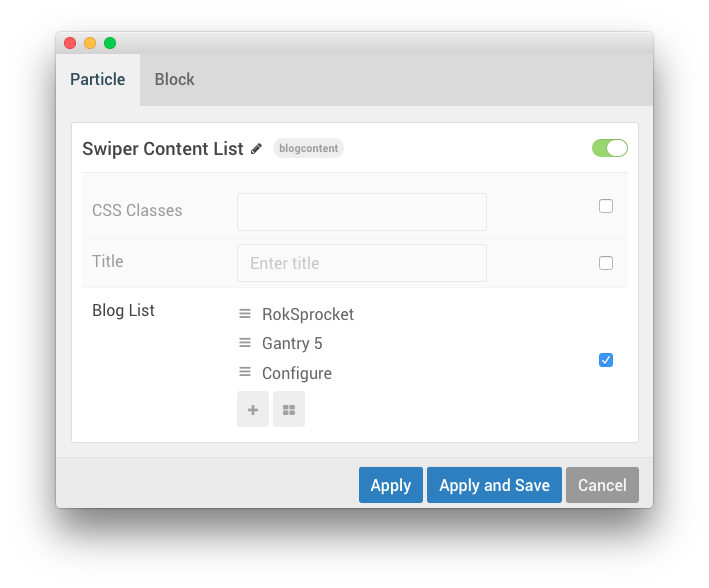 Particle Block
Swiper Content List blogcontent
CSS Classes
Title Enter title
Blog List RokSprocket
Gantry 5
Configure
Apply Apply and Save Cancel